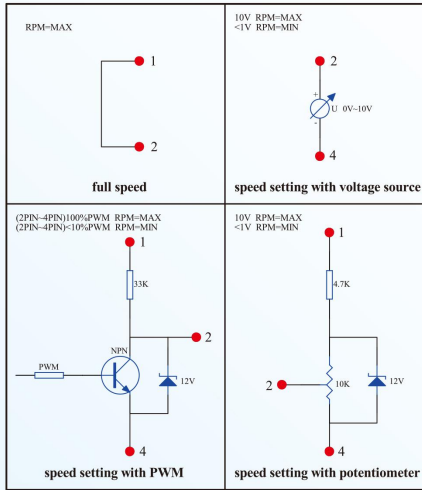 RPM=MAX
1
2
full speed
10V RPM=MAX
<1V RPM=MIN
2
+
U 0V~10V
-
4
speed setting with voltage source
(2PIN~4PIN)100%PWM RPM=MAX
(2PIN~4PIN)<10%PWM RPM=MIN
1
33K
2
NPN
PWM
12V
4
speed setting with PWM
10V RPM=MAX
<1V RPM=MIN
1
4.7K
2
10K
12V
4
speed setting with potentiometer